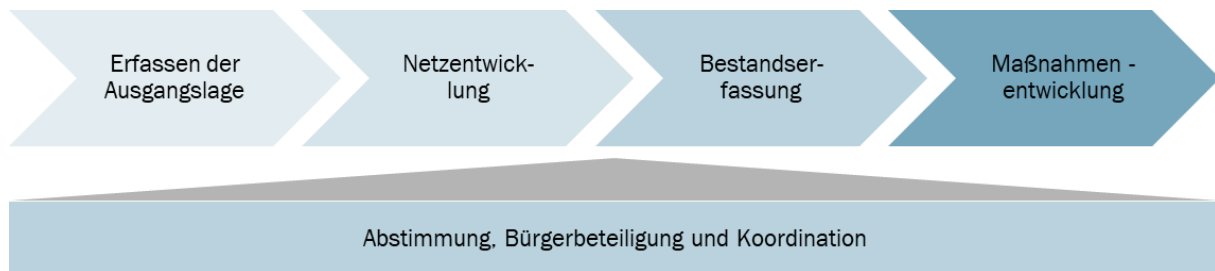 Erfassen der
Ausgangslage
Netzentwick-
lung
Bestandser-
fassung
Maßnahmen -
entwicklung
Abstimmung, Bürgerbeteiligung und Koordination